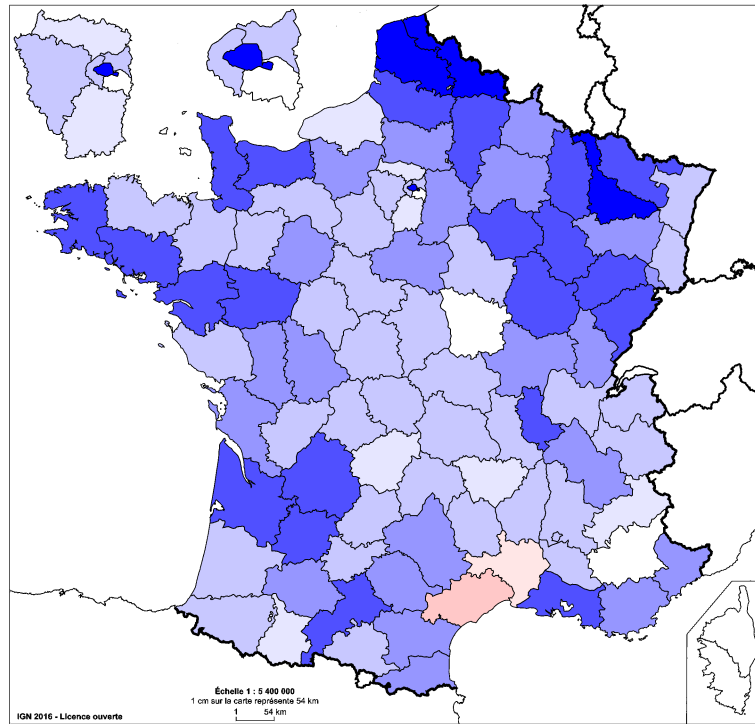 Échelle 1 : 5 400 000
1 cm sur la carte représente 54 km
1 54 km
IGN 2016 - Licence ouverte